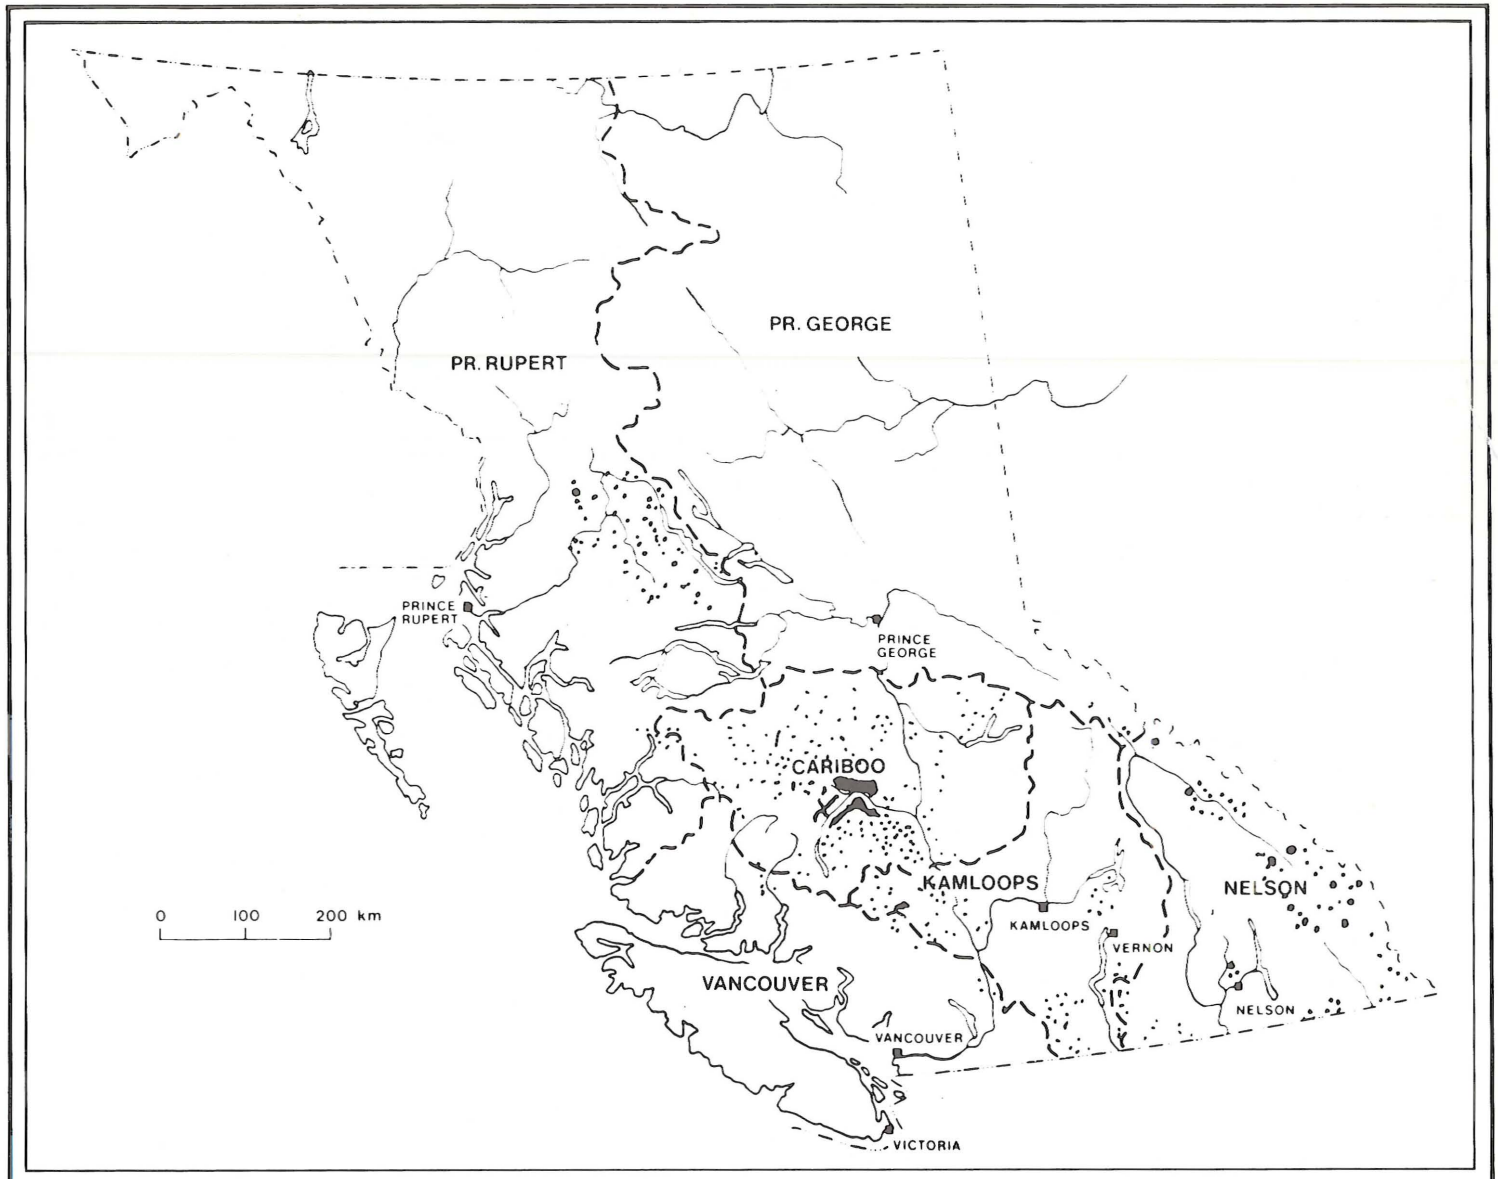 PR. GEORGE
PR. RUPERT
PRINCE
RUPERT
PRINCE
GEORGE
CARIBOO
KAMLOOPS
NELSON
0 100 200 km
KAMLOOPS
VERNON
VANCOUVER
NELSON
VANCOUVER
VICTORIA